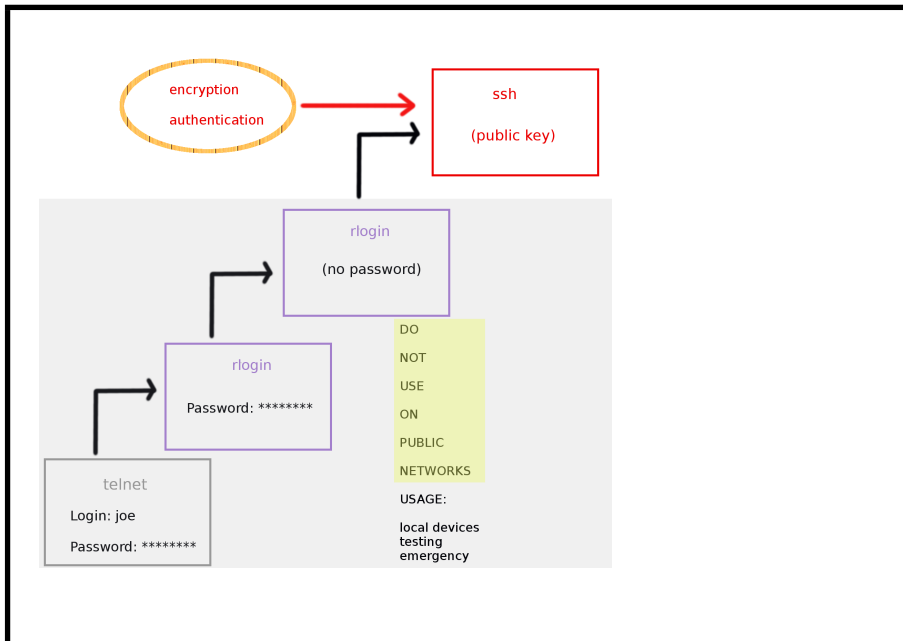 encryption
authentication
ssh
(public key)
rlogin
(no password)
DO
NOT
USE
ON
PUBLIC
NETWORKS
USAGE:
local devices
testing
emergency
rlogin
Password: ********
telnet
Login: joe
Password: ********